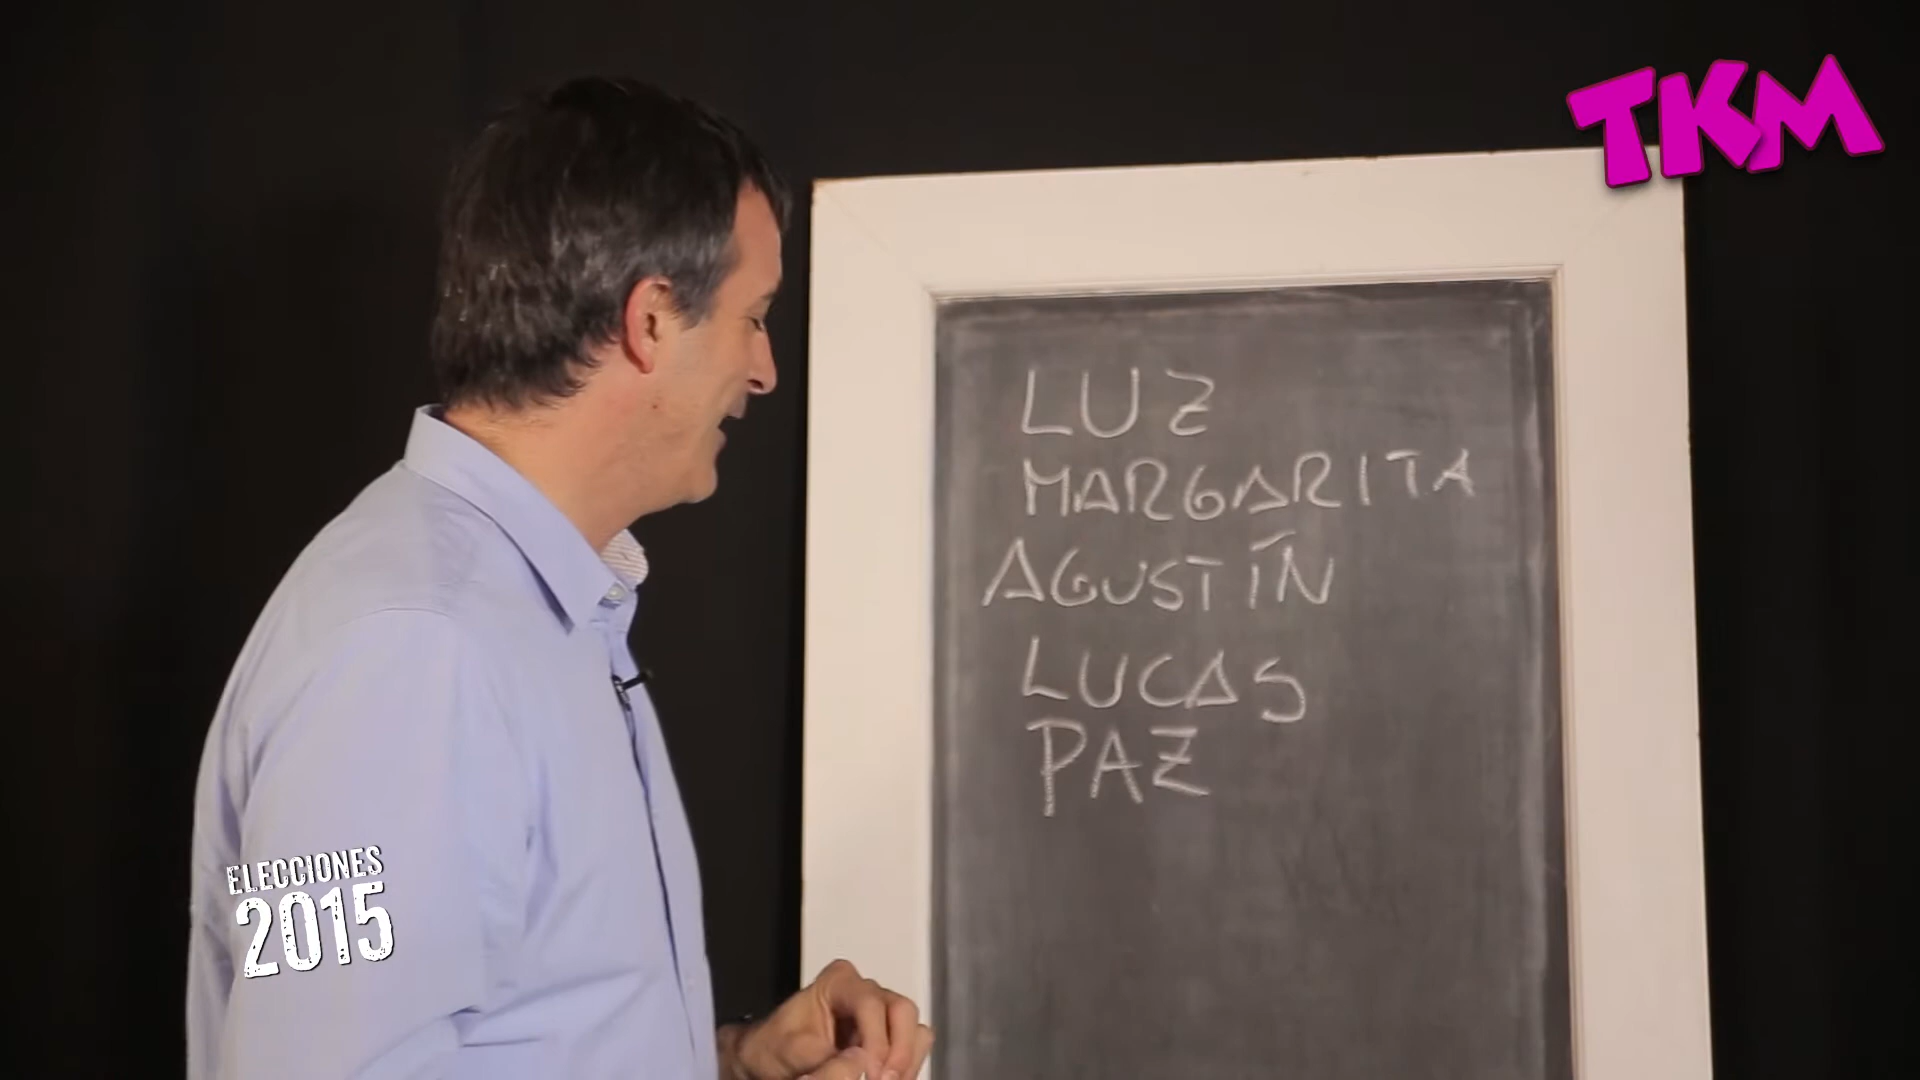 TKM
LUZ
MARGARITA
AGUSTÍN
LUCAS
PAZ
ELECCIONES
2015